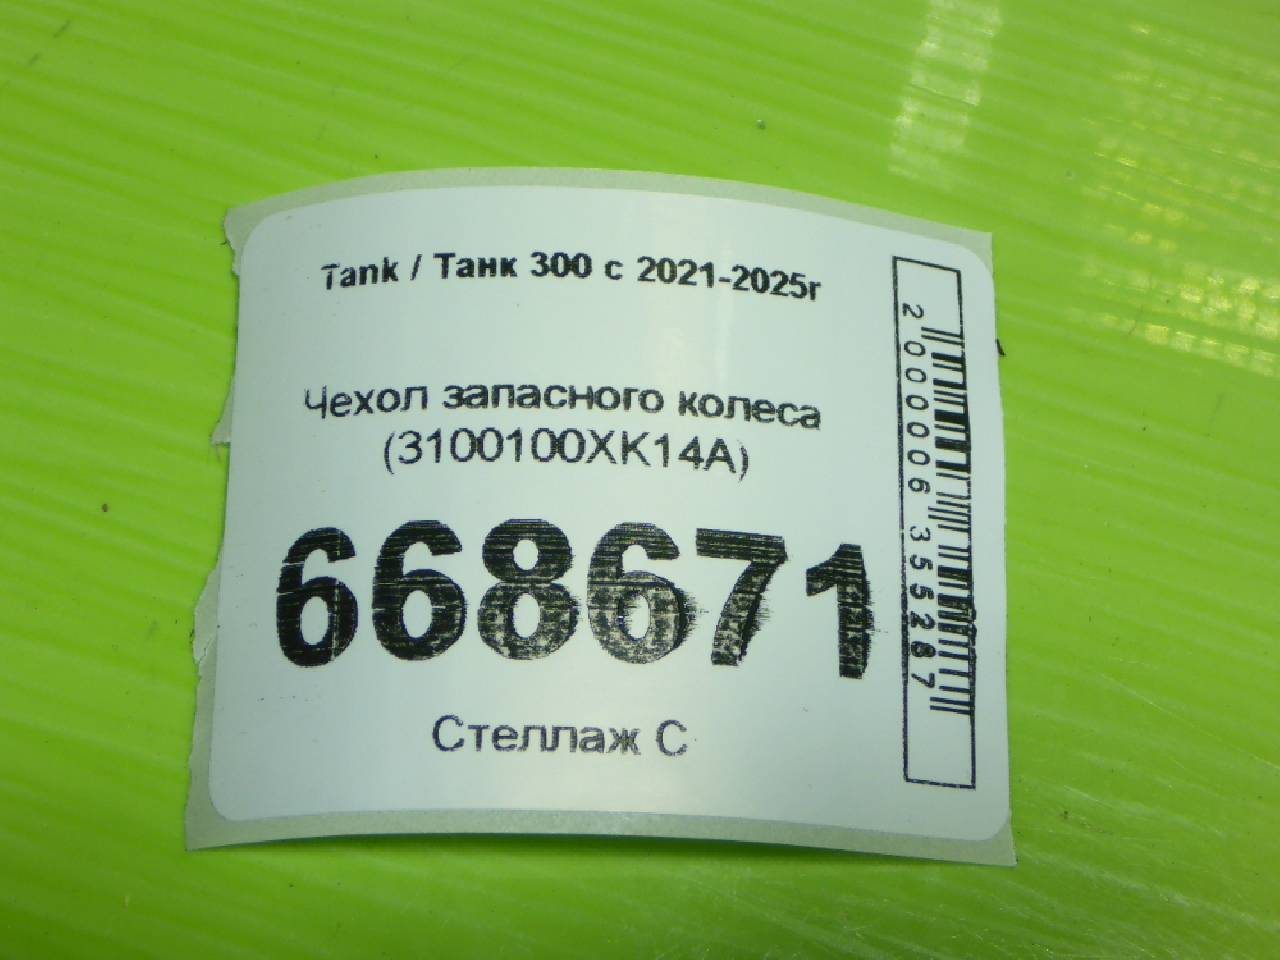 Tank / Танк 300 с 2021-2025г
Чехол запасного колеса
(3100100XK14A)
668671
Стеллаж С
2000006355287